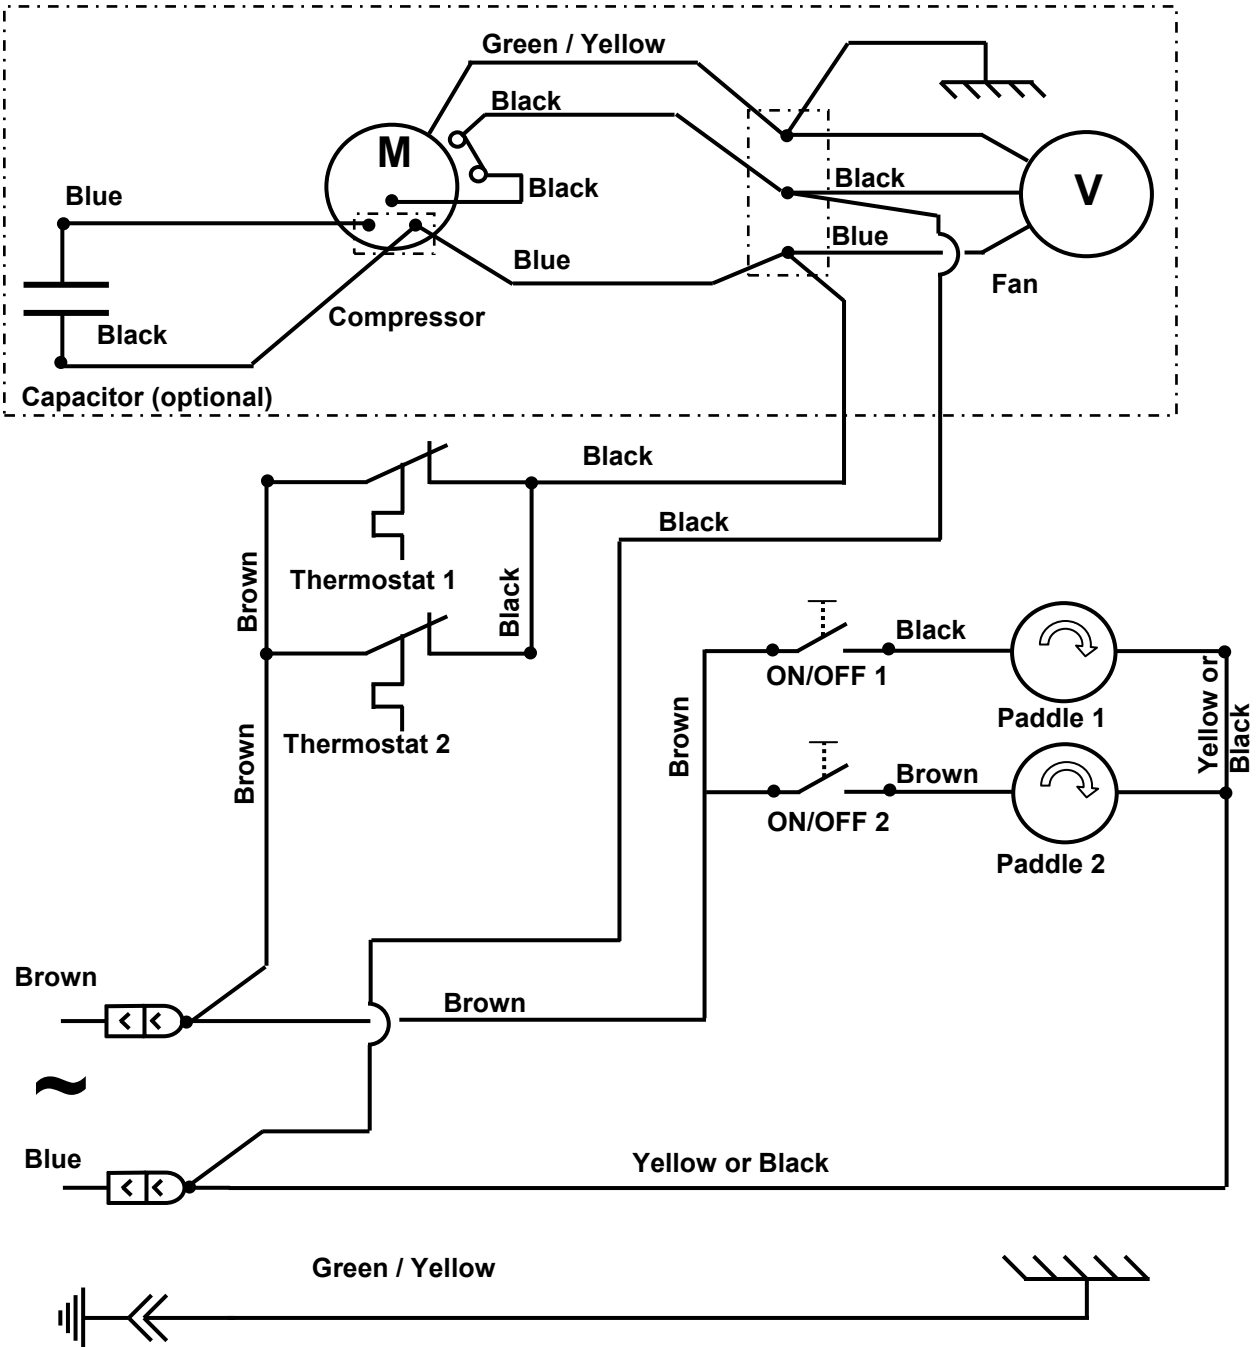 Green / Yellow
Black
M
Black
Blue
Black
V
Blue
Blue
Fan
Compressor
Black
Capacitor (optional)
Black
Black
Brown
Thermostat 1
Black
Black
ON/OFF 1
Yellow or
Black
Paddle 1
Brown
Brown
Thermostat 2
Brown
ON/OFF 2
Paddle 2
Brown
Brown
~
Blue
Yellow or Black
Green / Yellow